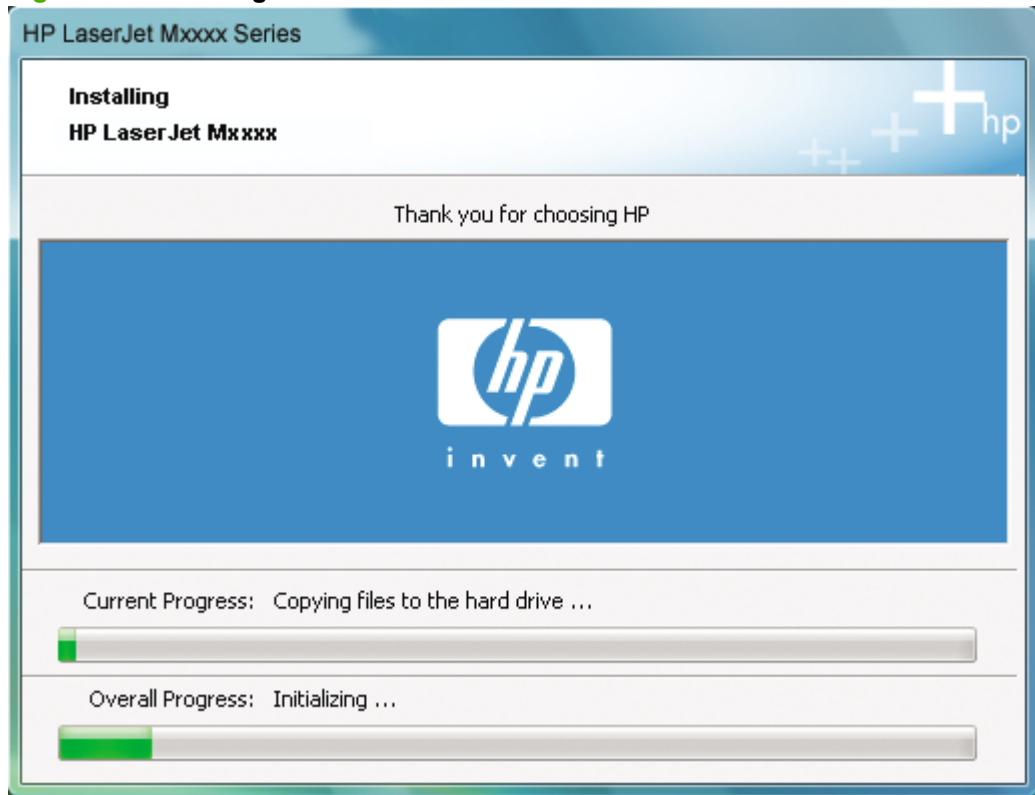 HP LaserJet Mxxxx Series
Installing
HP LaserJet Mxxxx
hp
Thank you for choosing HP
hp
invent
Current Progress: Copying files to the hard drive ...
Overall Progress: Initializing ...